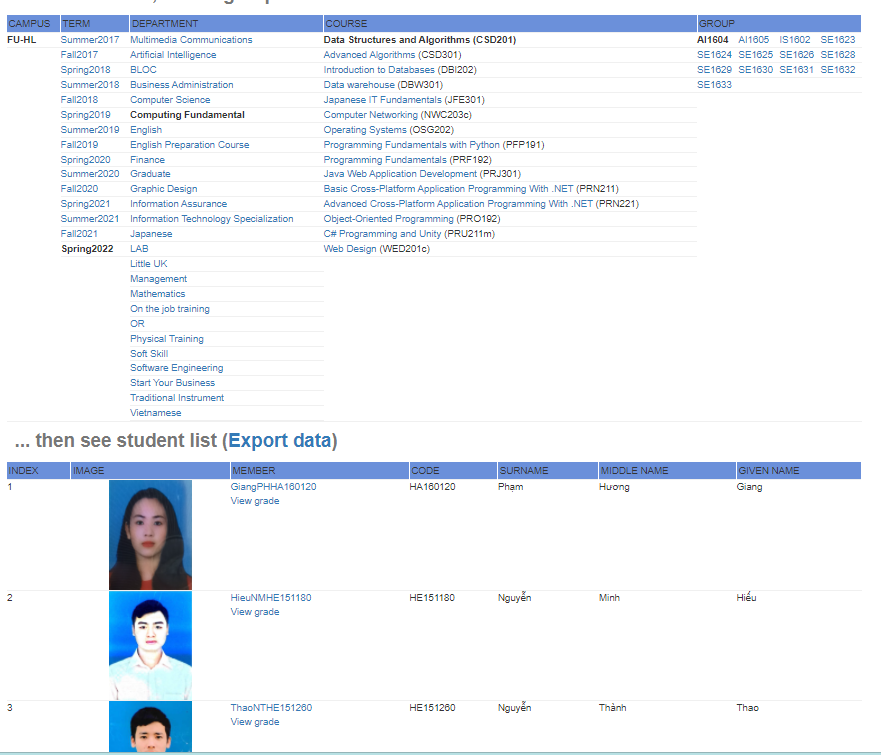 CAMPUS TERM DEPARTMENT COURSE GROUP
FU-HL Summer2017 Multimedia Communications Data Structures and Algorithms (CSD201) AI1604 AI1605 IS1602 SE1623
Fall2017 Artificial Intelligence Advanced Algorithms (CSD301) SE1624 SE1625 SE1626 SE1628
Spring2018 BLOC Introduction to Databases (DBI202) SE1629 SE1630 SE1631 SE1632
Summer2018 Business Administration Data warehouse (DBW301) SE1633
Fall2018 Computer Science Japanese IT Fundamentals (JFE301)
Spring2019 Computing Fundamental Computer Networking (NWC203c)
Summer2019 English Operating Systems (OSG202)
Fall2019 English Preparation Course Programming Fundamentals with Python (PFP191)
Spring2020 Finance Programming Fundamentals (PRF192)
Summer2020 Graduate Java Web Application Development (PRJ301)
Fall2020 Graphic Design Basic Cross-Platform Application Programming With .NET (PRN211)
Spring2021 Information Assurance Advanced Cross-Platform Application Programming With .NET (PRN221)
Summer2021 Information Technology Specialization Object-Oriented Programming (PRO192)
Fall2021 Japanese C# Programming and Unity (PRU211m)
Spring2022 LAB Web Design (WED201c)
Little UK
Management
Mathematics
On the job training
OR
Physical Training
Soft Skill
Software Engineering
Start Your Business
Traditional Instrument
Vietnamese
... then see student list (Export data)
INDEX IMAGE MEMBER CODE SURNAME MIDDLE NAME GIVEN NAME
1 GiangPHHA160120 HA160120 Phạm Hương Giang
View grade
2 HieuNMHE151180 HE151180 Nguyễn Minh Hiếu
View grade
3 ThaoNTHE151260 HE151260 Nguyễn Thành Thao
View grade